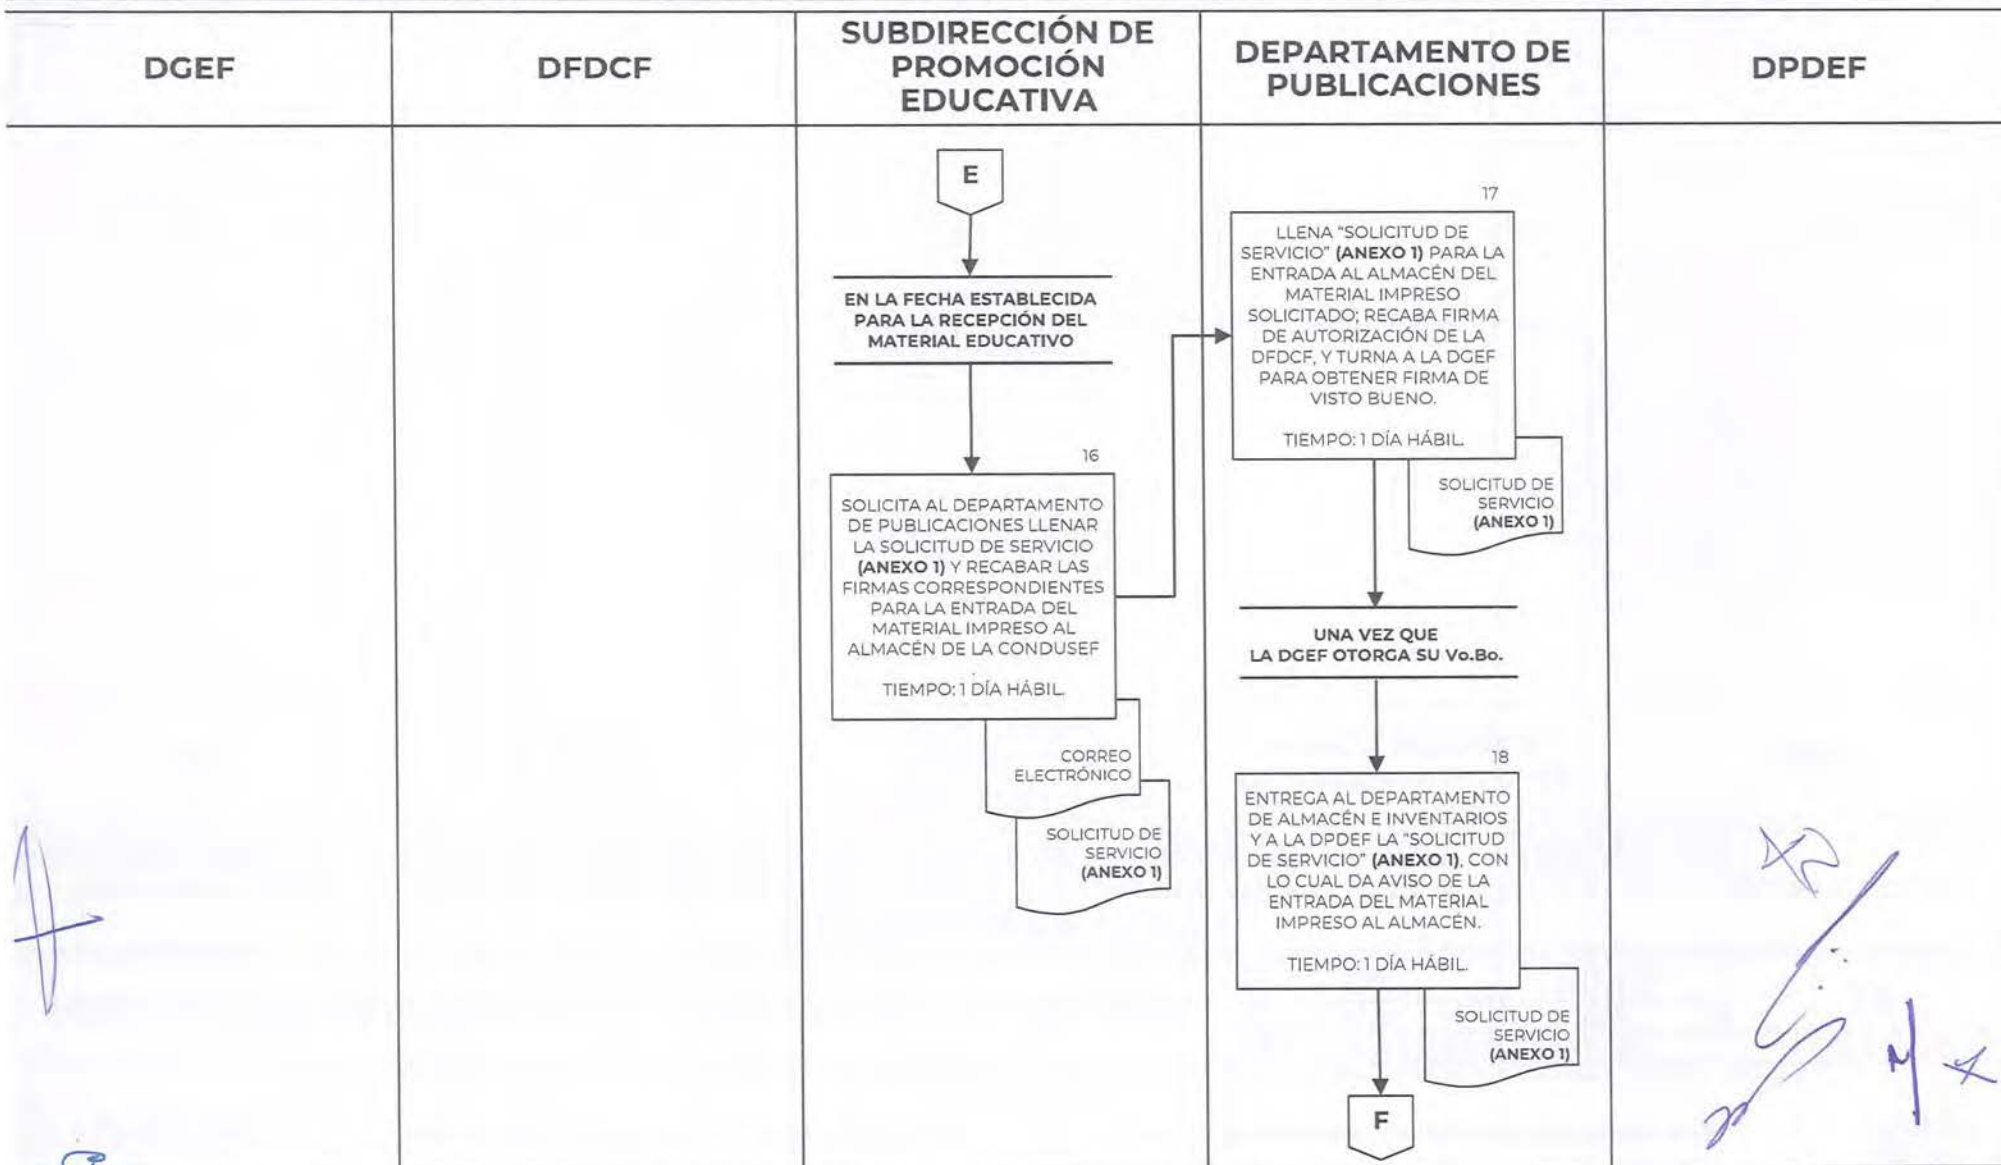 DGEF
DFDCF
SUBDIRECCIÓN DE
PROMOCIÓN
EDUCATIVA
DEPARTAMENTO DE
PUBLICACIONES
DPDEF
E
EN LA FECHA ESTABLECIDA
PARA LA RECEPCIÓN DEL
MATERIAL EDUCATIVO
16
SOLICITA AL DEPARTAMENTO
DE PUBLICACIONES LLENAR
LA SOLICITUD DE SERVICIO
(ANEXO 1) Y RECABAR LAS
FIRMAS CORRESPONDIENTES
PARA LA ENTRADA DEL
MATERIAL IMPRESO AL
ALMACÉN DE LA CONDUSEF
TIEMPO: 1 DÍA HÁBIL.
CORREO
ELECTRÓNICO
SOLICITUD DE
SERVICIO
(ANEXO 1)
17
LLENA "SOLICITUD DE
SERVICIO" (ANEXO 1) PARA LA
ENTRADA AL ALMACÉN DEL
MATERIAL IMPRESO
SOLICITADO; RECABA FIRMA
DE AUTORIZACIÓN DE LA
DFDCF, Y TURNA A LA DGEF
PARA OBTENER FIRMA DE
VISTO BUENO.
TIEMPO: 1 DÍA HÁBIL.
SOLICITUD DE
SERVICIO
(ANEXO 1)
UNA VEZ QUE
LA DGEF OTORGA SU Vo.Bo.
18
ENTREGA AL DEPARTAMENTO
DE ALMACÉN E INVENTARIOS
Y A LA DPDEF LA "SOLICITUD
DE SERVICIO" (ANEXO 1), CON
LO CUAL DA AVISO DE LA
ENTRADA DEL MATERIAL
IMPRESO AL ALMACÉN.
TIEMPO: 1 DÍA HÁBIL.
SOLICITUD DE
SERVICIO
(ANEXO 1)
F